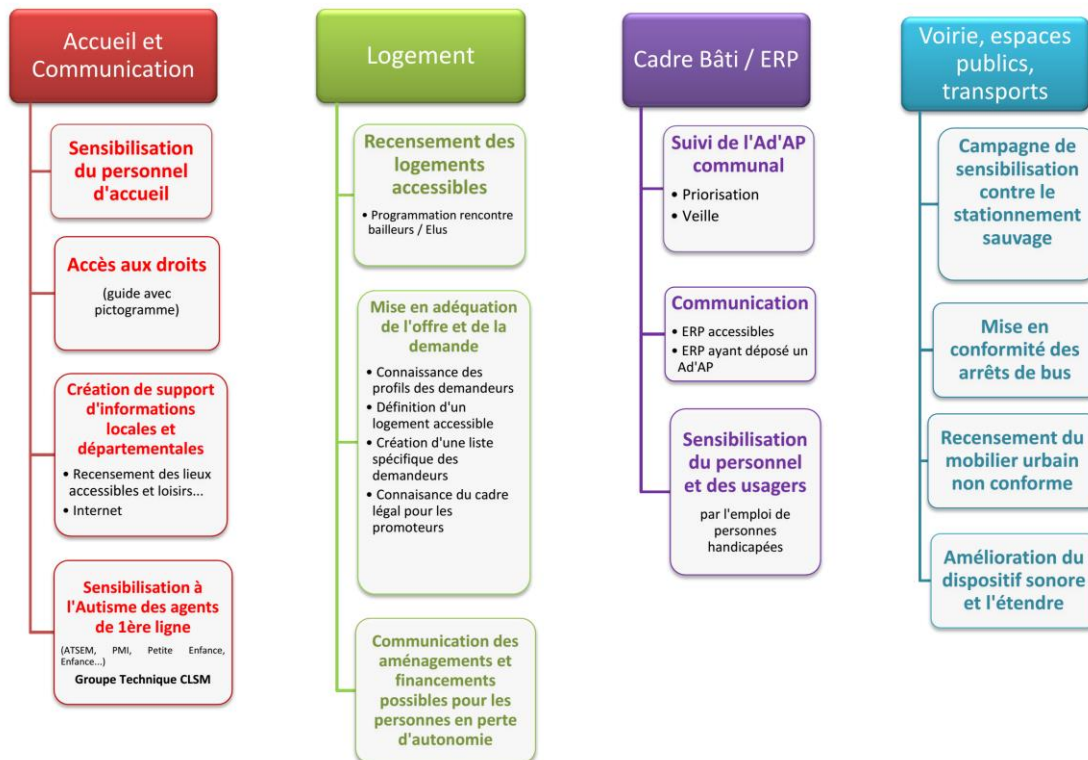 Accueil et
Communication
Sensibilisation
du personnel
d'accueil
Accès aux droits
(guide avec
pictogramme)
Création de support
d'informations
locales et
départementales
• Recensement des lieux
accessibles et loisirs...
• Internet
Sensibilisation à
l'Autisme des agents
de 1ère ligne
(ATSEM, PMI, Petite Enfance,
Enfance...)
Groupe Technique CLSM
Logement
Recensement des
logements
accessibles
• Programmation rencontre
bailleurs / Elus
Mise en adéquation
de l'offre et de la
demande
• Connaissance des
profils des demandeurs
• Définition d'un
logement accessible
• Création d'une liste
spécifique des
demandeurs
• Connaisance du cadre
légal pour les
promoteurs
Communication des
aménagements et
financements
possibles pour les
personnes en perte
d'autonomie
Cadre Bâti / ERP
Suivi de l'Ad'AP
communal
• Priorisation
• Veille
Communication
• ERP accessibles
• ERP ayant déposé un
Ad'AP
Sensibilisation
du personnel
et des usagers
par l'emploi de
personnes
handicapées
Voirie, espaces
publics,
transports
Campagne de
sensibilisation
contre le
stationnement
sauvage
Mise en
conformité des
arrêts de bus
Recensement du
mobilier urbain
non conforme
Amélioration du
dispositif sonore
et l'étendre